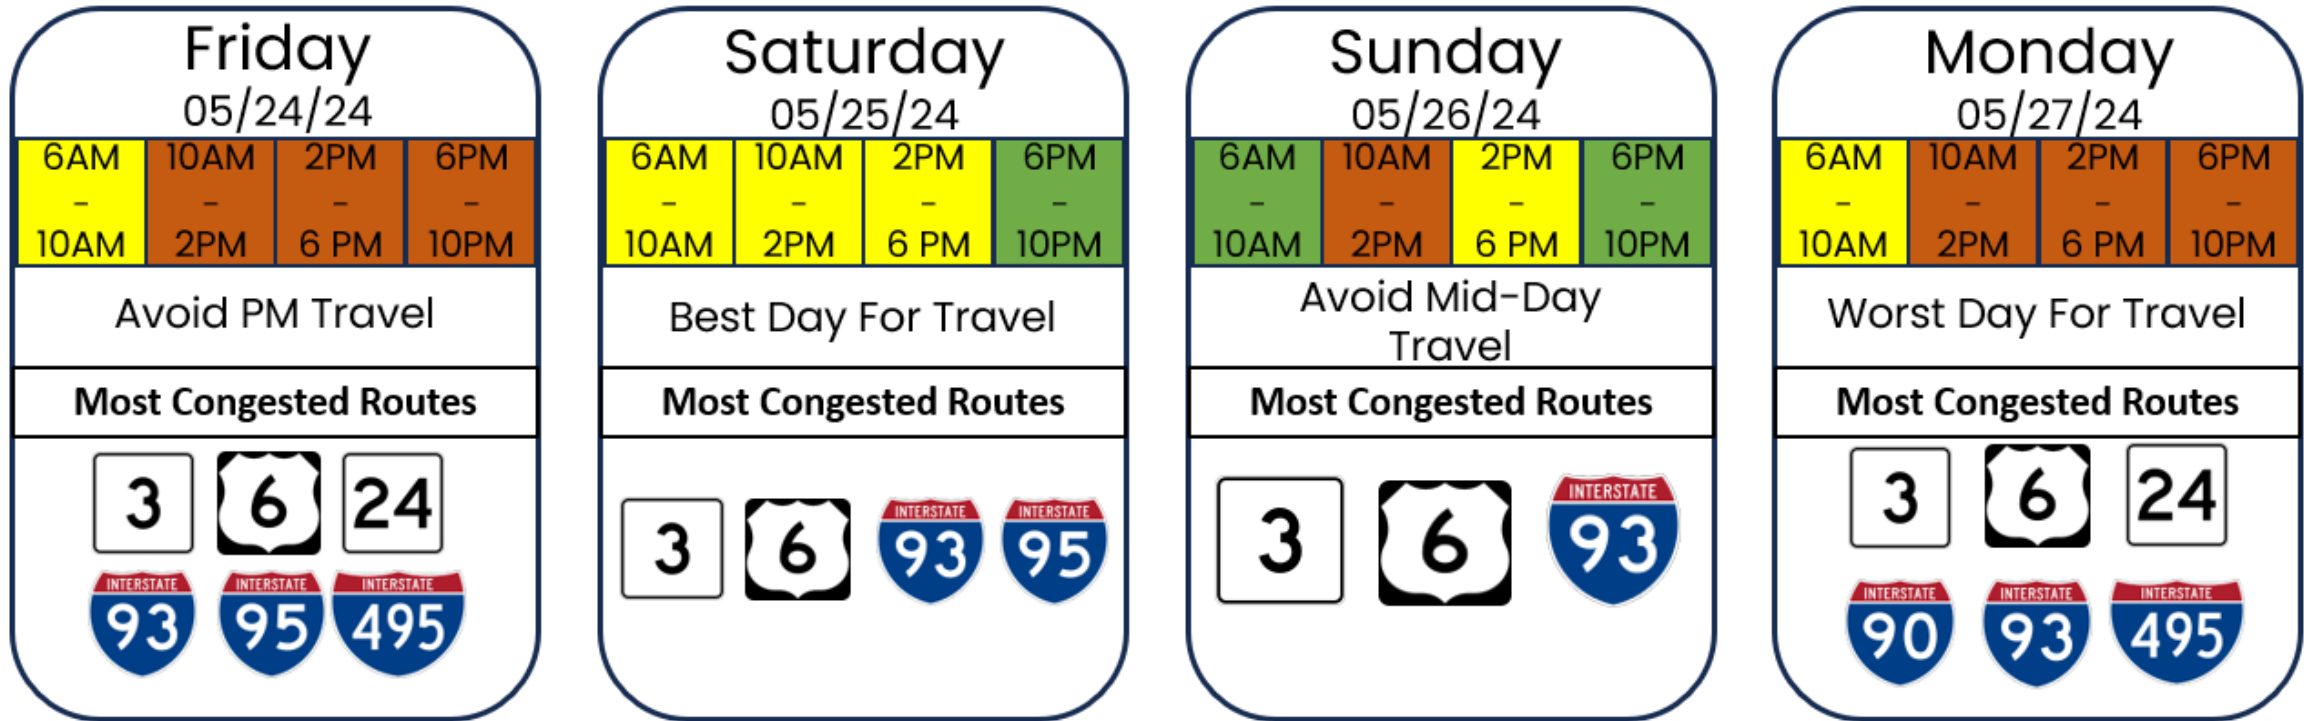 Friday
05/24/24
6AM 10AM 2PM 6PM
- - - -
10AM 2PM 6 PM 10PM
Avoid PM Travel
Most Congested Routes
3 6 24
INTERSTATE INTERSTATE INTERSTATE
93 95 495
Saturday
05/25/24
6AM 10AM 2PM 6PM
- - - -
10AM 2PM 6 PM 10PM
Best Day For Travel
Most Congested Routes
INTERSTATE INTERSTATE
3 6 93 95
Sunday
05/26/24
6AM 10AM 2PM 6PM
- - - -
10AM 2PM 6 PM 10PM
Avoid Mid-Day
Travel
Most Congested Routes
INTERSTATE
3 6 93
Monday
05/27/24
6AM 10AM 2PM 6PM
- - - -
10AM 2PM 6 PM 10PM
Worst Day For Travel
Most Congested Routes
3 6 24
INTERSTATE INTERSTATE INTERSTATE
90 93 495